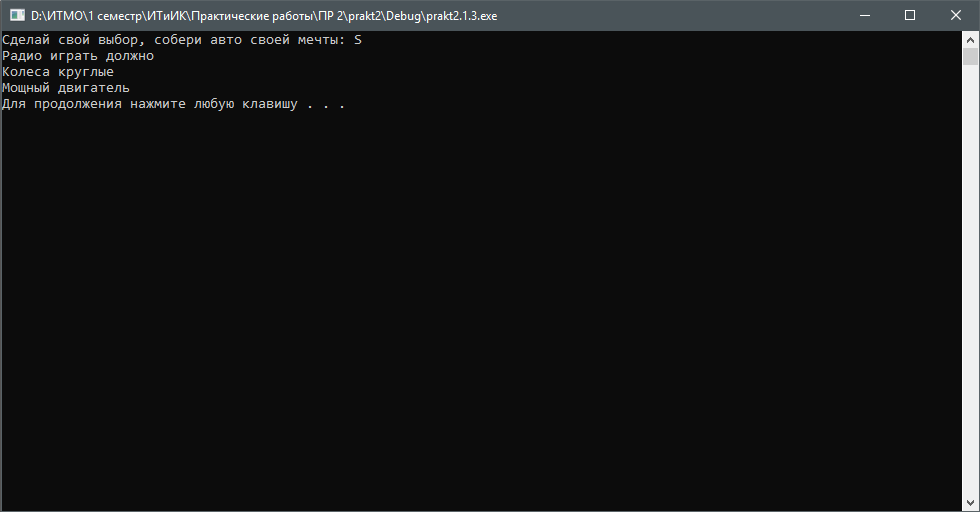 D:\ИТМО\1 семестр\ИТиИК\Практические работы\ПР 2\prakt2\Debug\prakt2.1.3.exe
Сделай свой выбор, собери авто своей мечты: S
Радио играть должно
Колеса круглые
Мощный двигатель
Для продолжения нажмите любую клавишу . . .